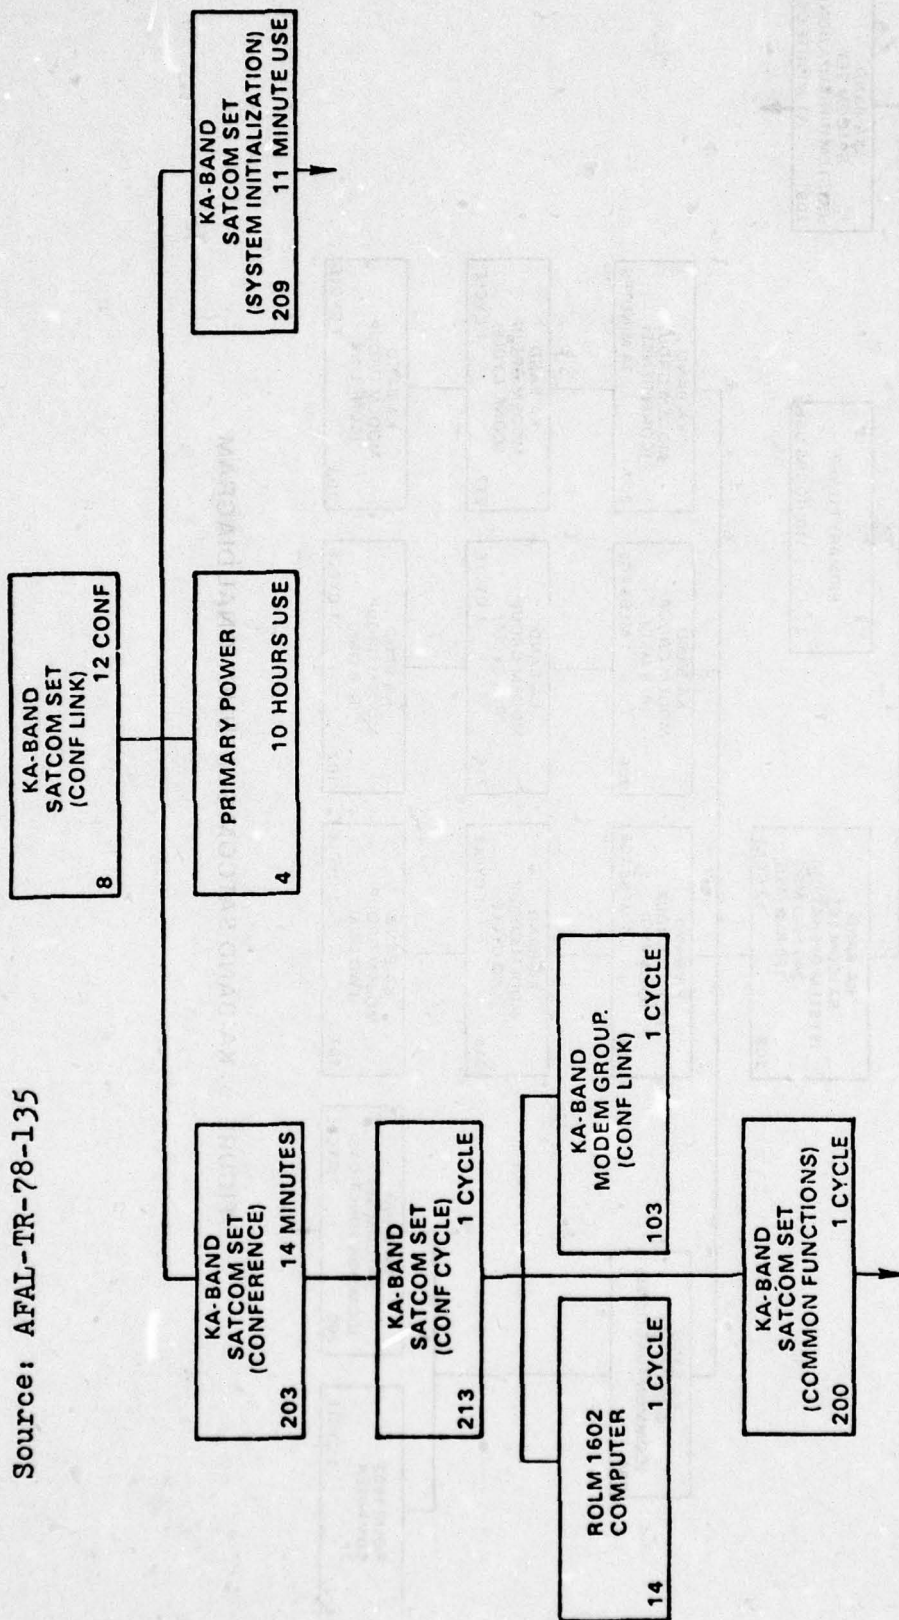 Source: AFAL-TR-78-135
KA-BAND
SATCOM SET
(CONF LINK)
8 12 CONF
KA-BAND
SATCOM SET
(CONFERENCE)
203 14 MINUTES
PRIMARY POWER
4 10 HOURS USE
KA-BAND
SATCOM SET
(SYSTEM INITIALIZATION)
209 11 MINUTE USE
KA-BAND
SATCOM SET
(CONF CYCLE)
213 1 CYCLE
ROLM 1602
COMPUTER
14 1 CYCLE
KA-BAND
MODEM GROUP.
(CONF LINK)
103 1 CYCLE
KA-BAND
SATCOM SET
(COMMON FUNCTIONS)
200 1 CYCLE